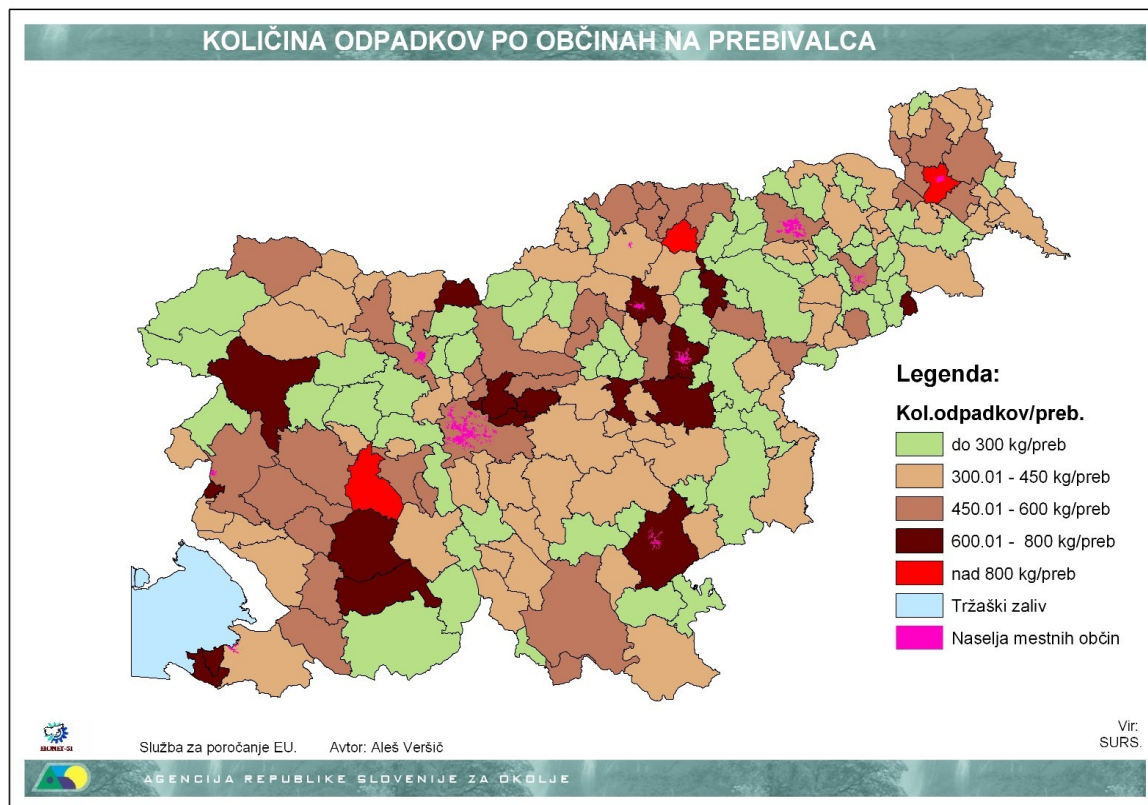 KOLIČINA ODPADKOV PO OBČINAH NA PREBIVALCA
Legenda:
Kol.odpadkov/preb.
do 300 kg/preb
300.01 - 450 kg/preb
450.01 - 600 kg/preb
600.01 -  800 kg/preb
nad 800 kg/preb
Tržaški zaliv
Naselja mestnih občin
Vir:
SURS.
EIONET-SI
Služba za poročanje EU. Avtor: Aleš Veršič
AGENCIJA REPUBLIKE SLOVENIJE ZA OKOLJE